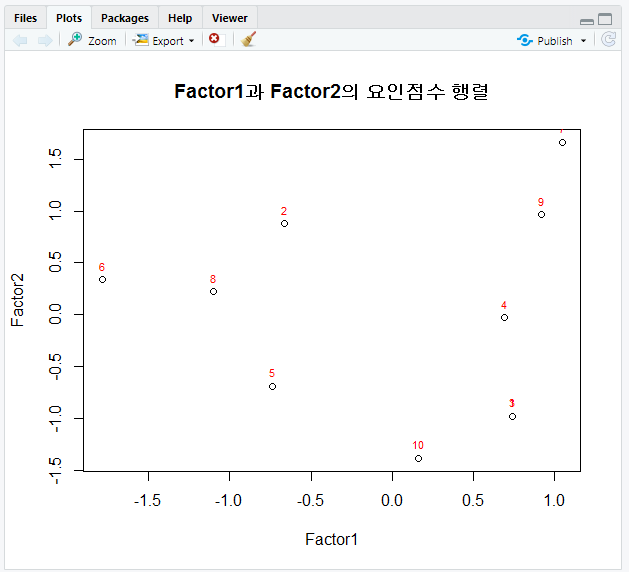 Files Plots Packages Help Viewer
Zoom Export Publish
Factor1과 Factor2의 요인점수 행렬
Factor2
1.5
1.0
0.5
0.0
-0.5
-1.0
-1.5
9
2
6
8
4
5
10
-1.5 -1.0 -0.5 0.0 0.5 1.0
Factor1